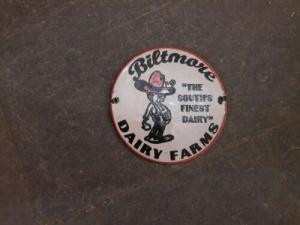 Biltmore
"THE
SOUTH'S
FINEST
DAIRY"
DAIRY FARMS